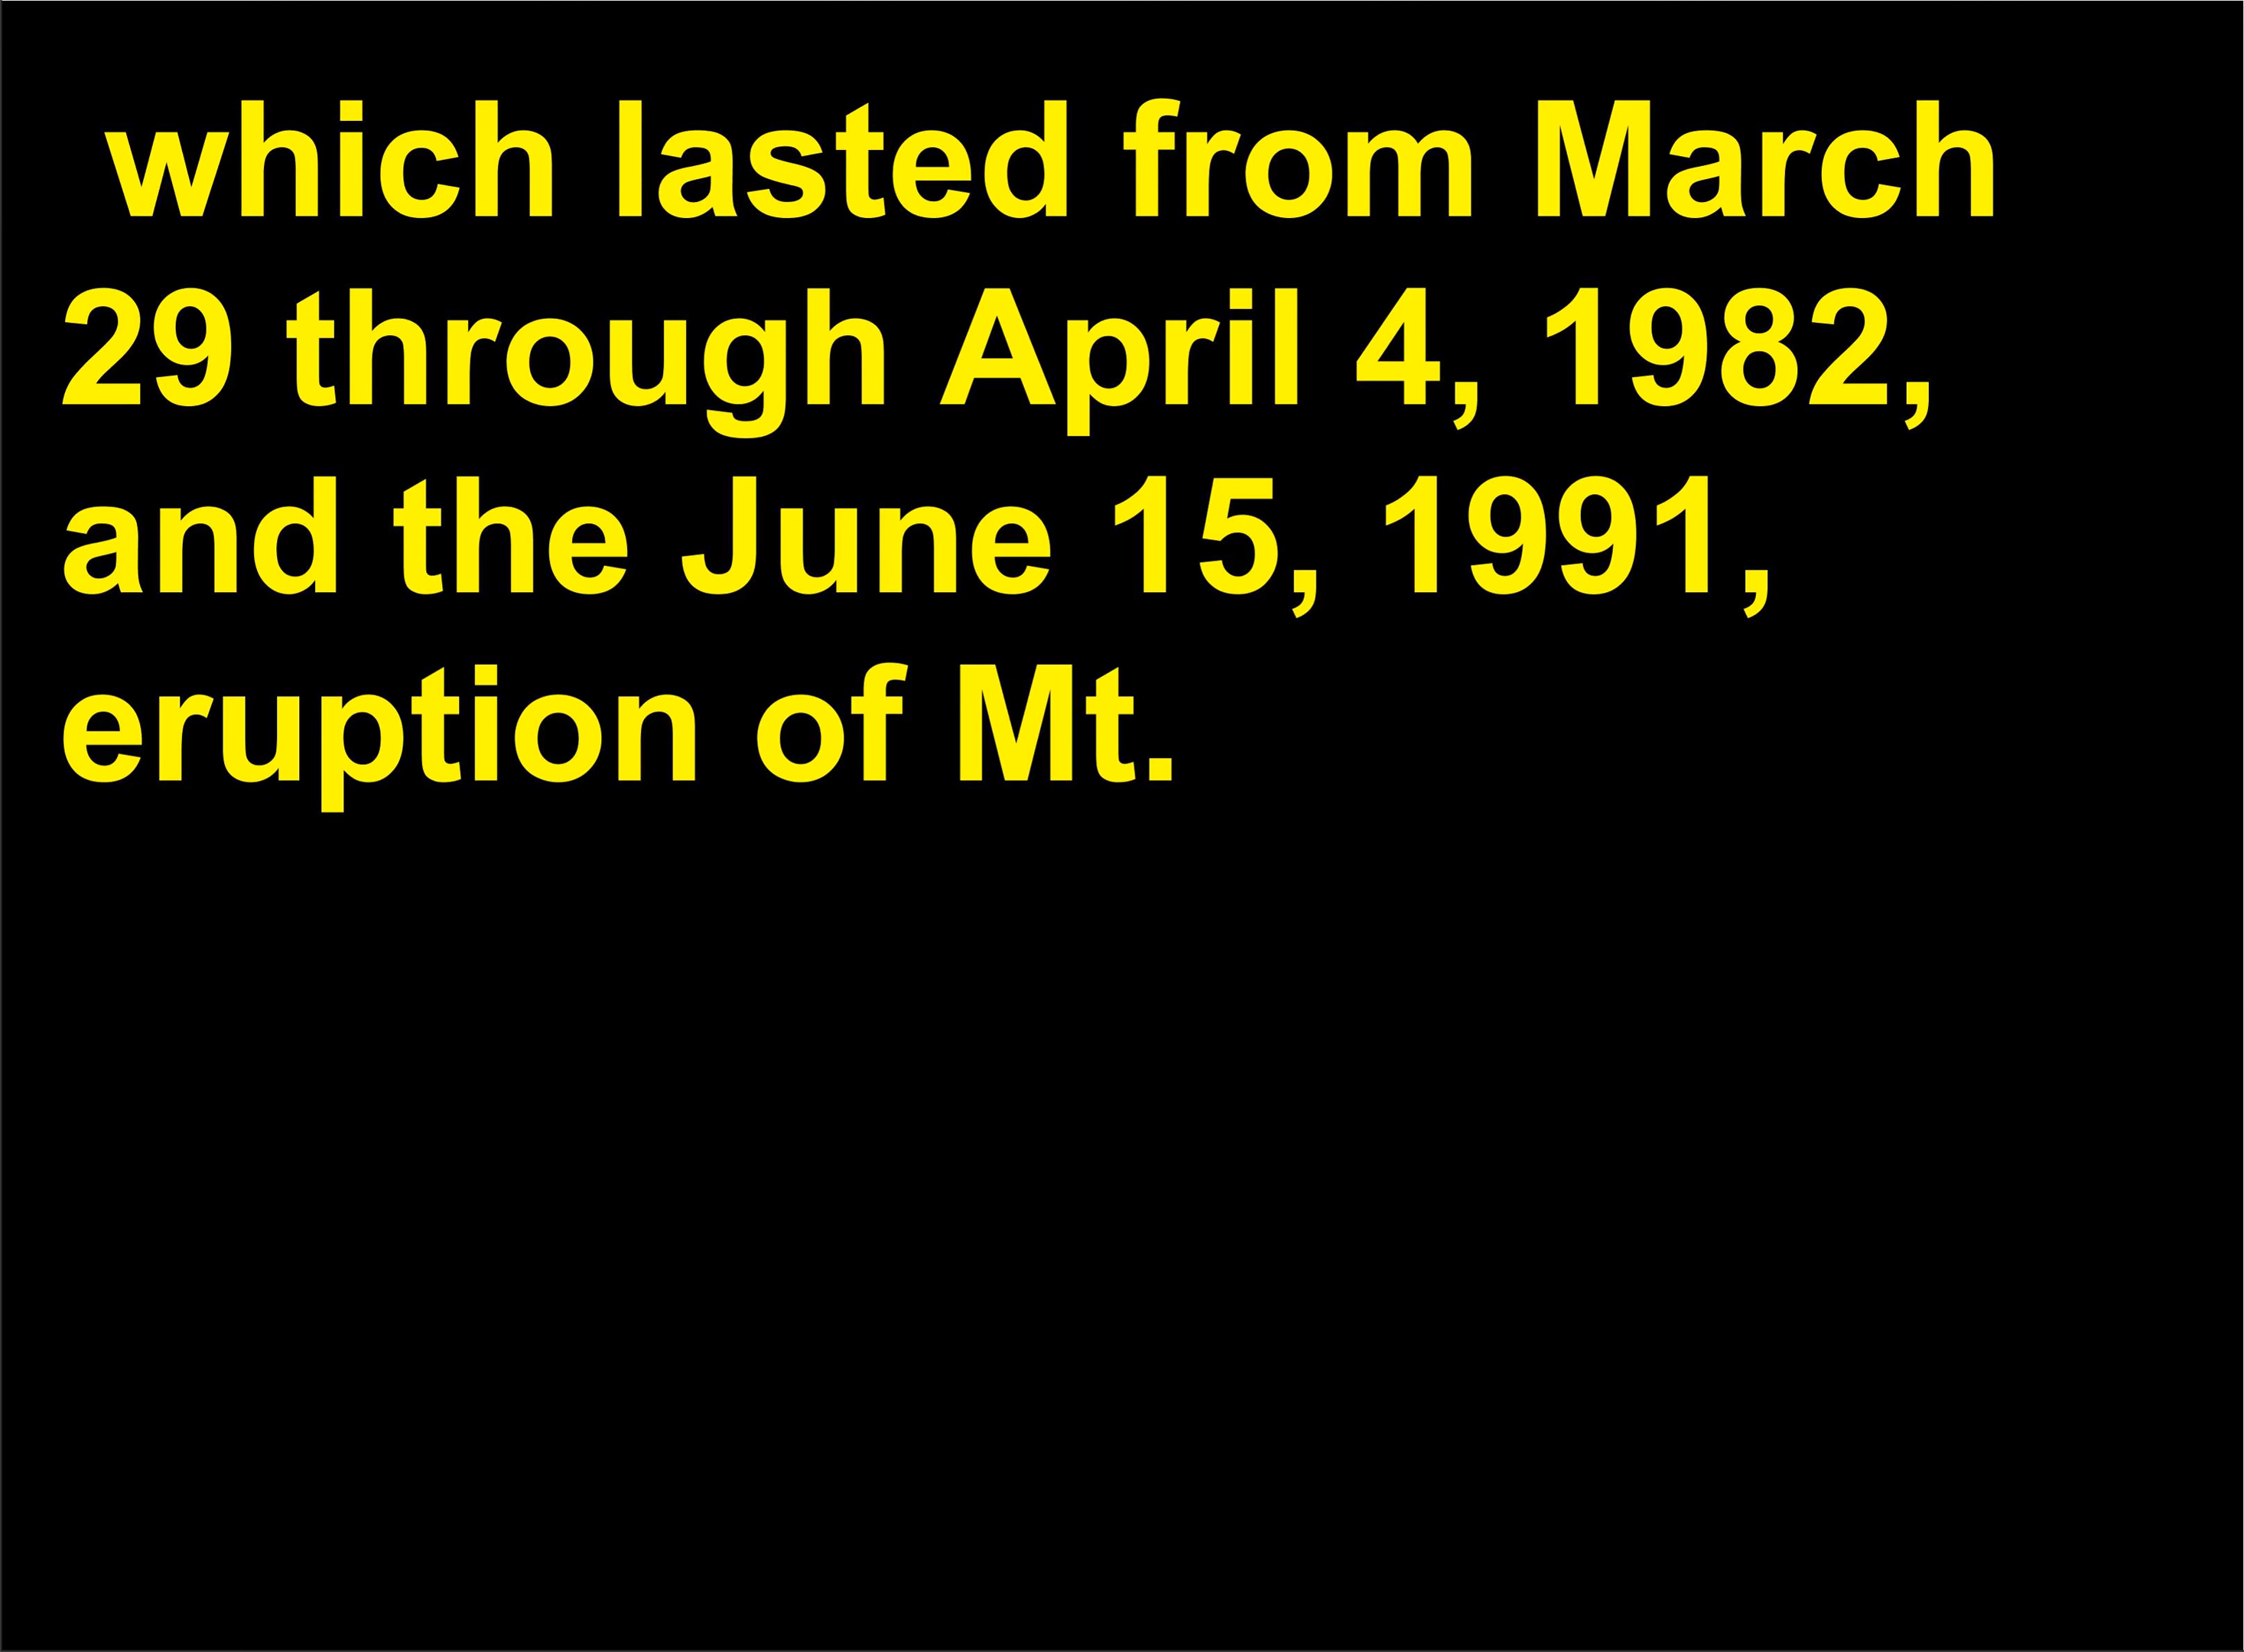 which lasted from March
29 through April 4, 1982,
and the June 15, 1991,
eruption of Mt.